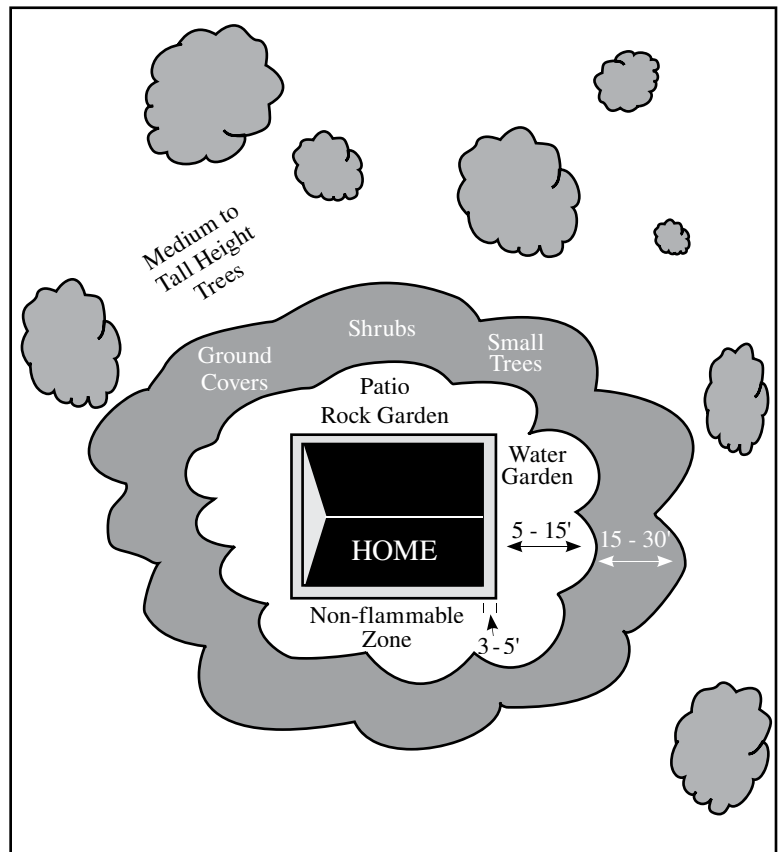 Medium to
Tall Height
Trees
Shrubs
Ground
Covers
Small
Trees
Patio
Rock Garden
Water
Garden
5 - 15'
15 - 30'
HOME
Non-flammable
Zone
3 - 5'